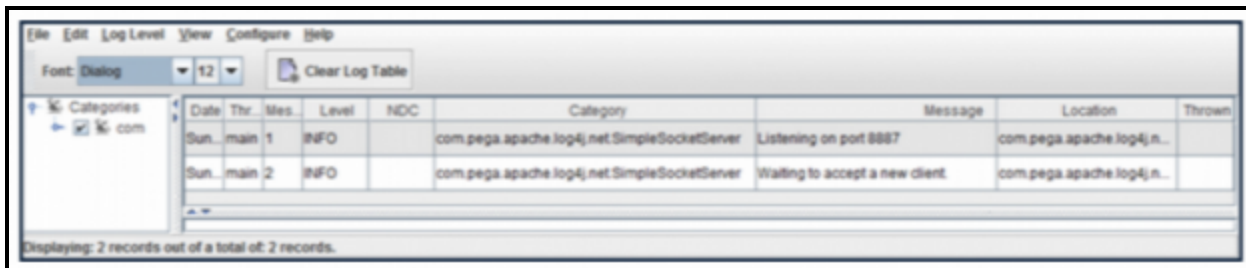 File Edit Log Level View Configure Help
Font: Dialog 12 Clear Log Table
Categories
com
Date Thr... Mes... Level NDC Category Message Location Thrown
Sun... main 1 INFO com.pega.apache.log4j.net.SimpleSocketServer Listening on port 8887 com.pega.apache.log4j.n...
Sun... main 2 INFO com.pega.apache.log4j.net.SimpleSocketServer Waiting to accept a new client. com.pega.apache.log4j.n...
Displaying: 2 records out of a total of: 2 records.